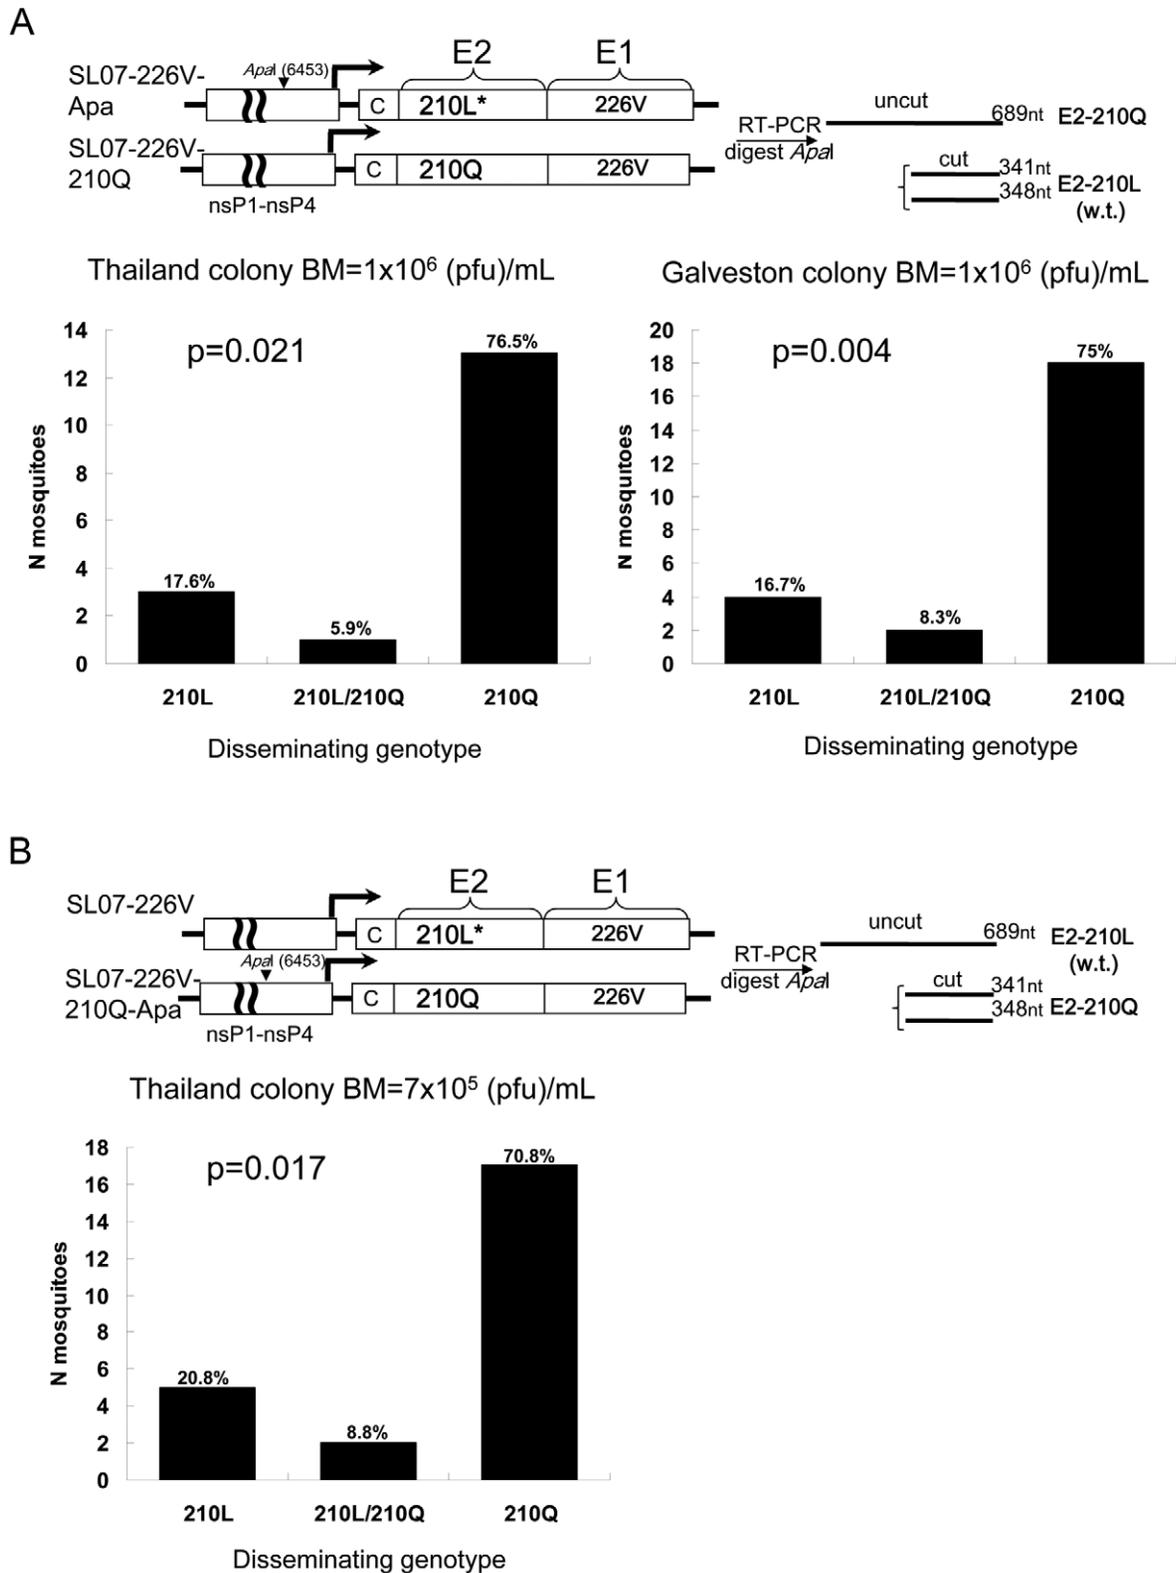 A
SL07-226V-
Apa
ApaI (6453)
E2
E1
C
210L*
226V
SL07-226V-
210Q
C
210Q
226V
nsP1-nsP4
RT-PCR
digest ApaI
uncut
689nt
E2-210Q
cut
341nt
348nt
E2-210L
(w.t.)
Thailand colony BM=1x10⁶ (pfu)/mL
p=0.021
N mosquitoes
14
12
10
8
6
4
2
0
17.6%
5.9%
76.5%
210L
210L/210Q
210Q
Disseminating genotype
Galveston colony BM=1x10⁶ (pfu)/mL
p=0.004
N mosquitoes
20
18
16
14
12
10
8
6
4
2
0
16.7%
8.3%
75%
210L
210L/210Q
210Q
Disseminating genotype
B
SL07-226V
E2
E1
C
210L*
226V
ApaI (6453)
SL07-226V-
210Q-Apa
C
210Q
226V
nsP1-nsP4
RT-PCR
digest ApaI
uncut
689nt
E2-210L
(w.t.)
cut
341nt
348nt
E2-210Q
Thailand colony BM=7x10⁵ (pfu)/mL
p=0.017
N mosquitoes
18
16
14
12
10
8
6
4
2
0
20.8%
8.8%
70.8%
210L
210L/210Q
210Q
Disseminating genotype